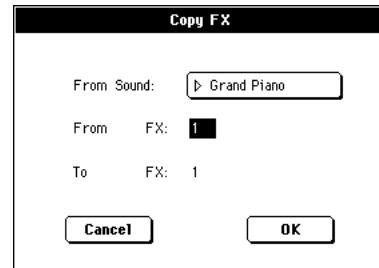 Copy FX
From Sound: Grand Piano
From FX: 1
To FX: 1
Cancel OK